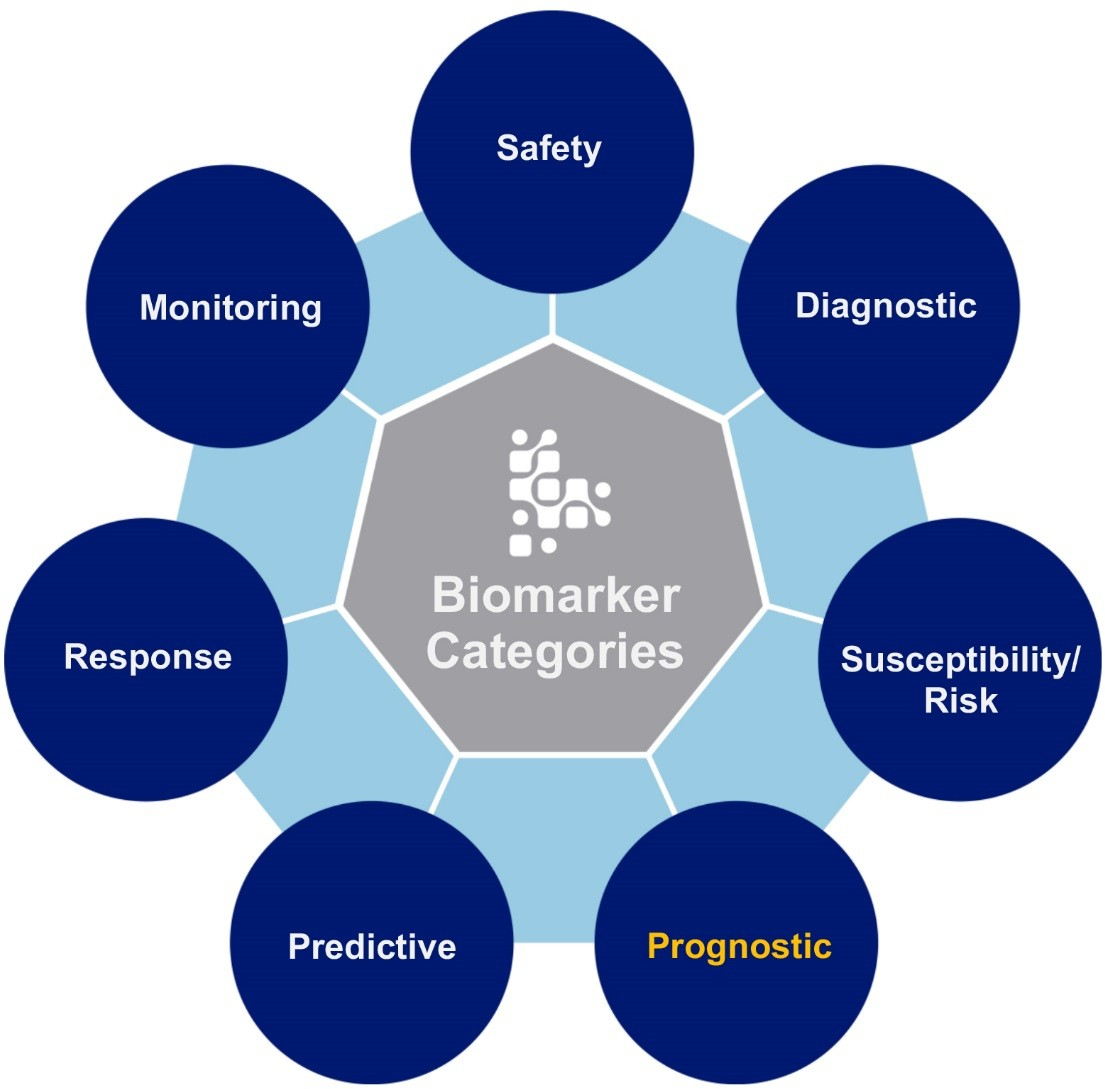 Safety
Monitoring
Diagnostic
Biomarker
Categories
Response
Susceptibility/
Risk
Predictive
Prognostic